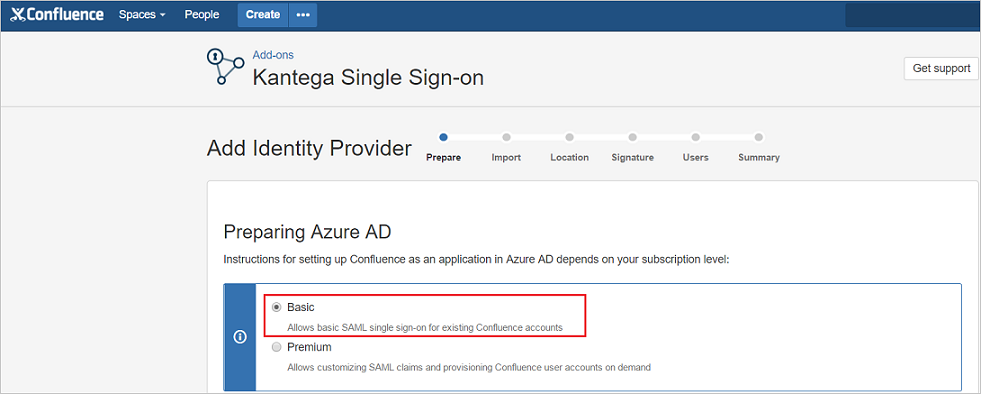 Confluence Spaces People Create •••
Add-ons
Kantega Single Sign-on
Get support
Add Identity Provider
Prepare Import Location Signature Users Summary
Preparing Azure AD
Instructions for setting up Confluence as an application in Azure AD depends on your subscription level:
Basic
Allows basic SAML single sign-on for existing Confluence accounts
Premium
Allows customizing SAML claims and provisioning Confluence user accounts on demand